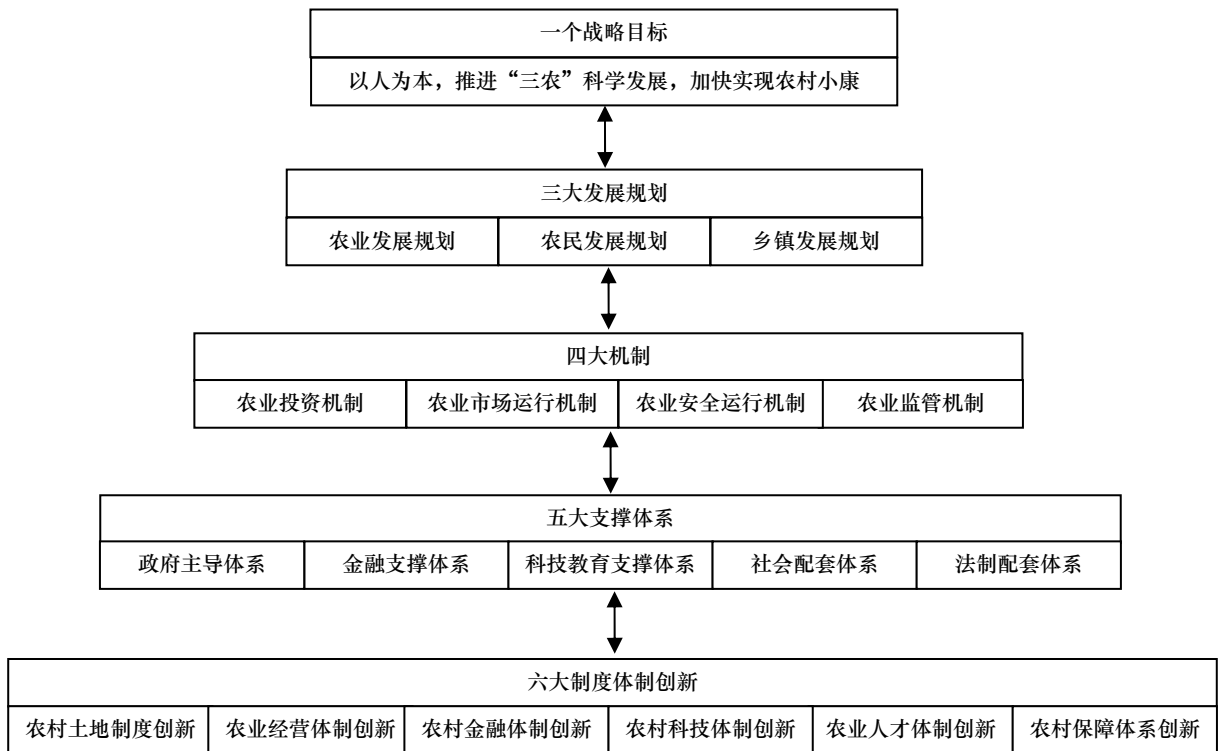 一个战略目标
以人为本，推进“三农”科学发展，加快实现农村小康
三大发展规划
农业发展规划 农民发展规划 乡镇发展规划
四大机制
农业投资机制 农业市场运行机制 农业安全运行机制 农业监管机制
五大支撑体系
政府主导体系 金融支撑体系 科技教育支撑体系 社会配套体系 法制配套体系
六大制度体制创新
农村土地制度创新 农业经营体制创新 农村金融体制创新 农村科技体制创新 农业人才体制创新 农村保障体系创新